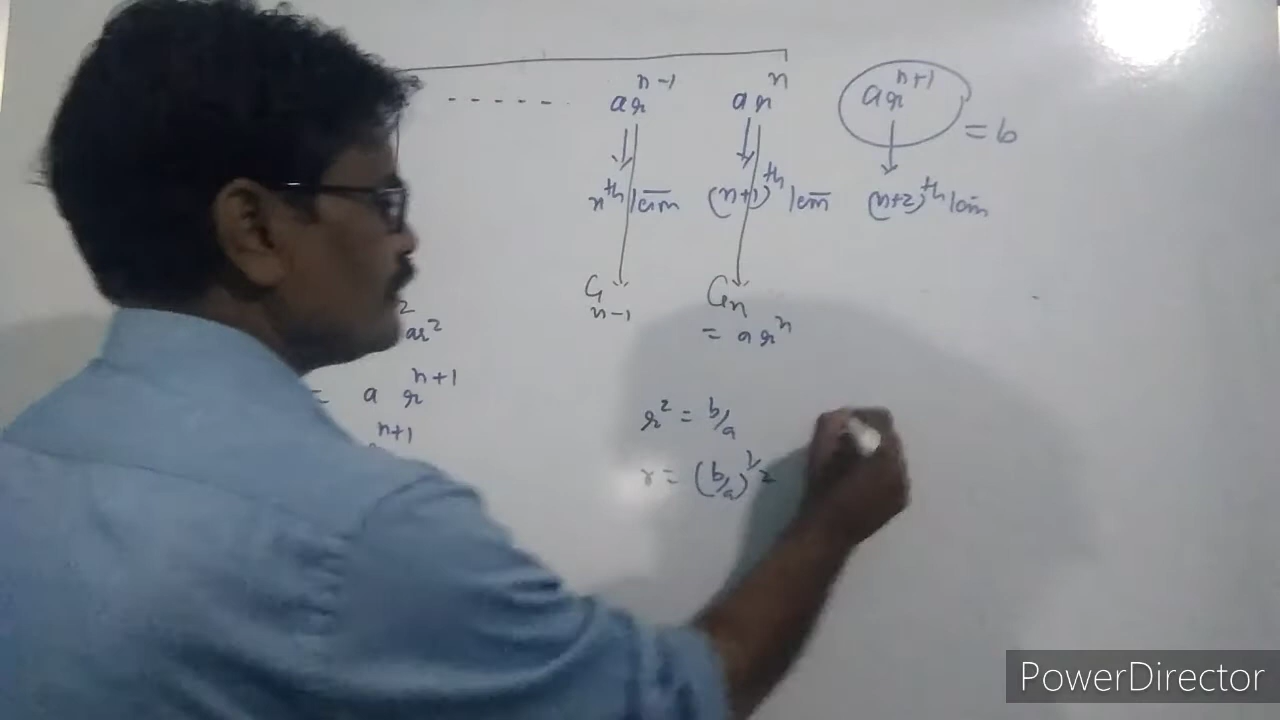 - - - - - ar^{n-1} ar^n ar^{n+1} = b
n^{th} term (n+1)^{th} term (n+2)^{th} term
G_{n-1} G_n
= ar^n
ar^2
= a r^{n+1}
n+1
r^2 = b/a
r = (b/a)^{1/2}
PowerDirector